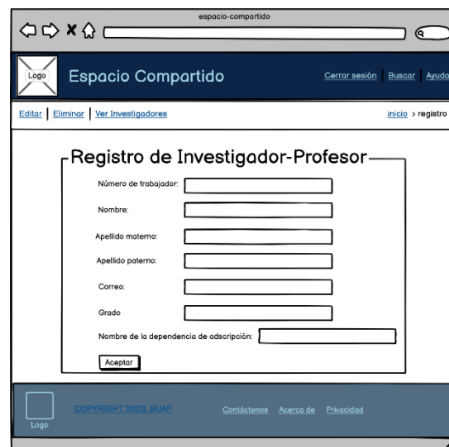 espacio-compartido
Logo Espacio Compartido Cerrar sesión Buscar Ayuda
Editar Eliminar Ver Investigadores inicio > registro
Registro de Investigador-Profesor
Número de trabajador:
Nombre:
Apellido materno:
Apellido paterno:
Correo:
Grado
Nombre de la dependencia de adscripción:
Aceptar
COPYRIGHT 2023, BUAP Contáctenos Acerca de Privacidad
Logo